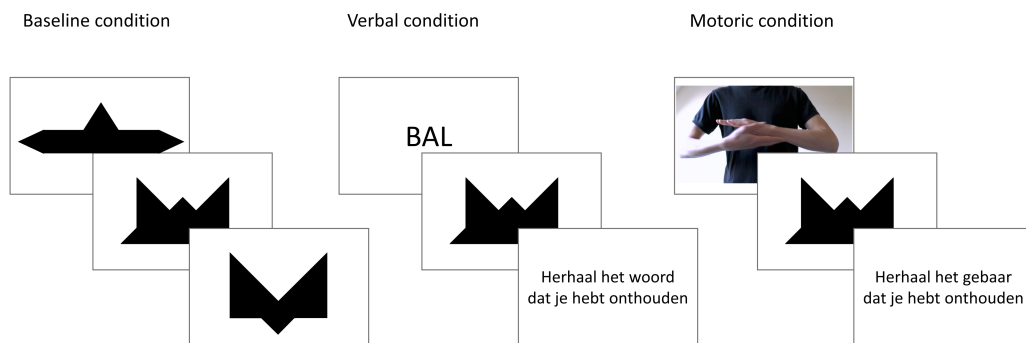 Baseline condition
Verbal condition
Motoric condition
BAL
Herhaal het woord
dat je hebt onthouden
Herhaal het gebaar
dat je hebt onthouden